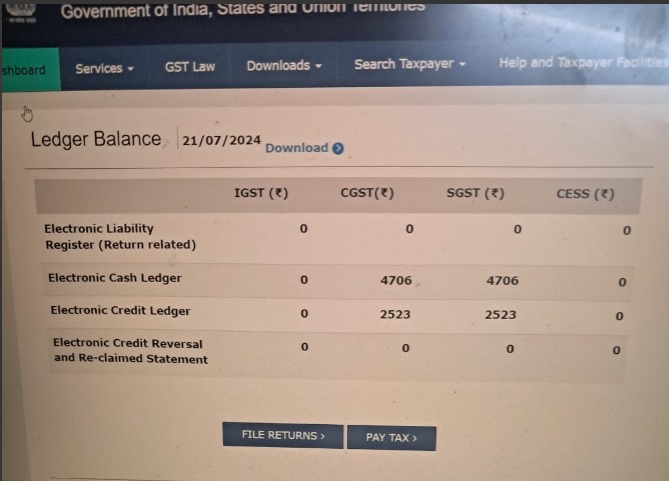 Government of India, States and Union Territories
shboard Services GST Law Downloads Search Taxpayer Help and Taxpayer Facilities
Ledger Balance 21/07/2024 Download
IGST (₹) CGST(₹) SGST (₹) CESS (₹)
Electronic Liability
Register (Return related) 0 0 0 0
Electronic Cash Ledger 0 4706 4706 0
Electronic Credit Ledger 0 2523 2523 0
Electronic Credit Reversal
and Re-claimed Statement 0 0 0 0
FILE RETURNS > PAY TAX >